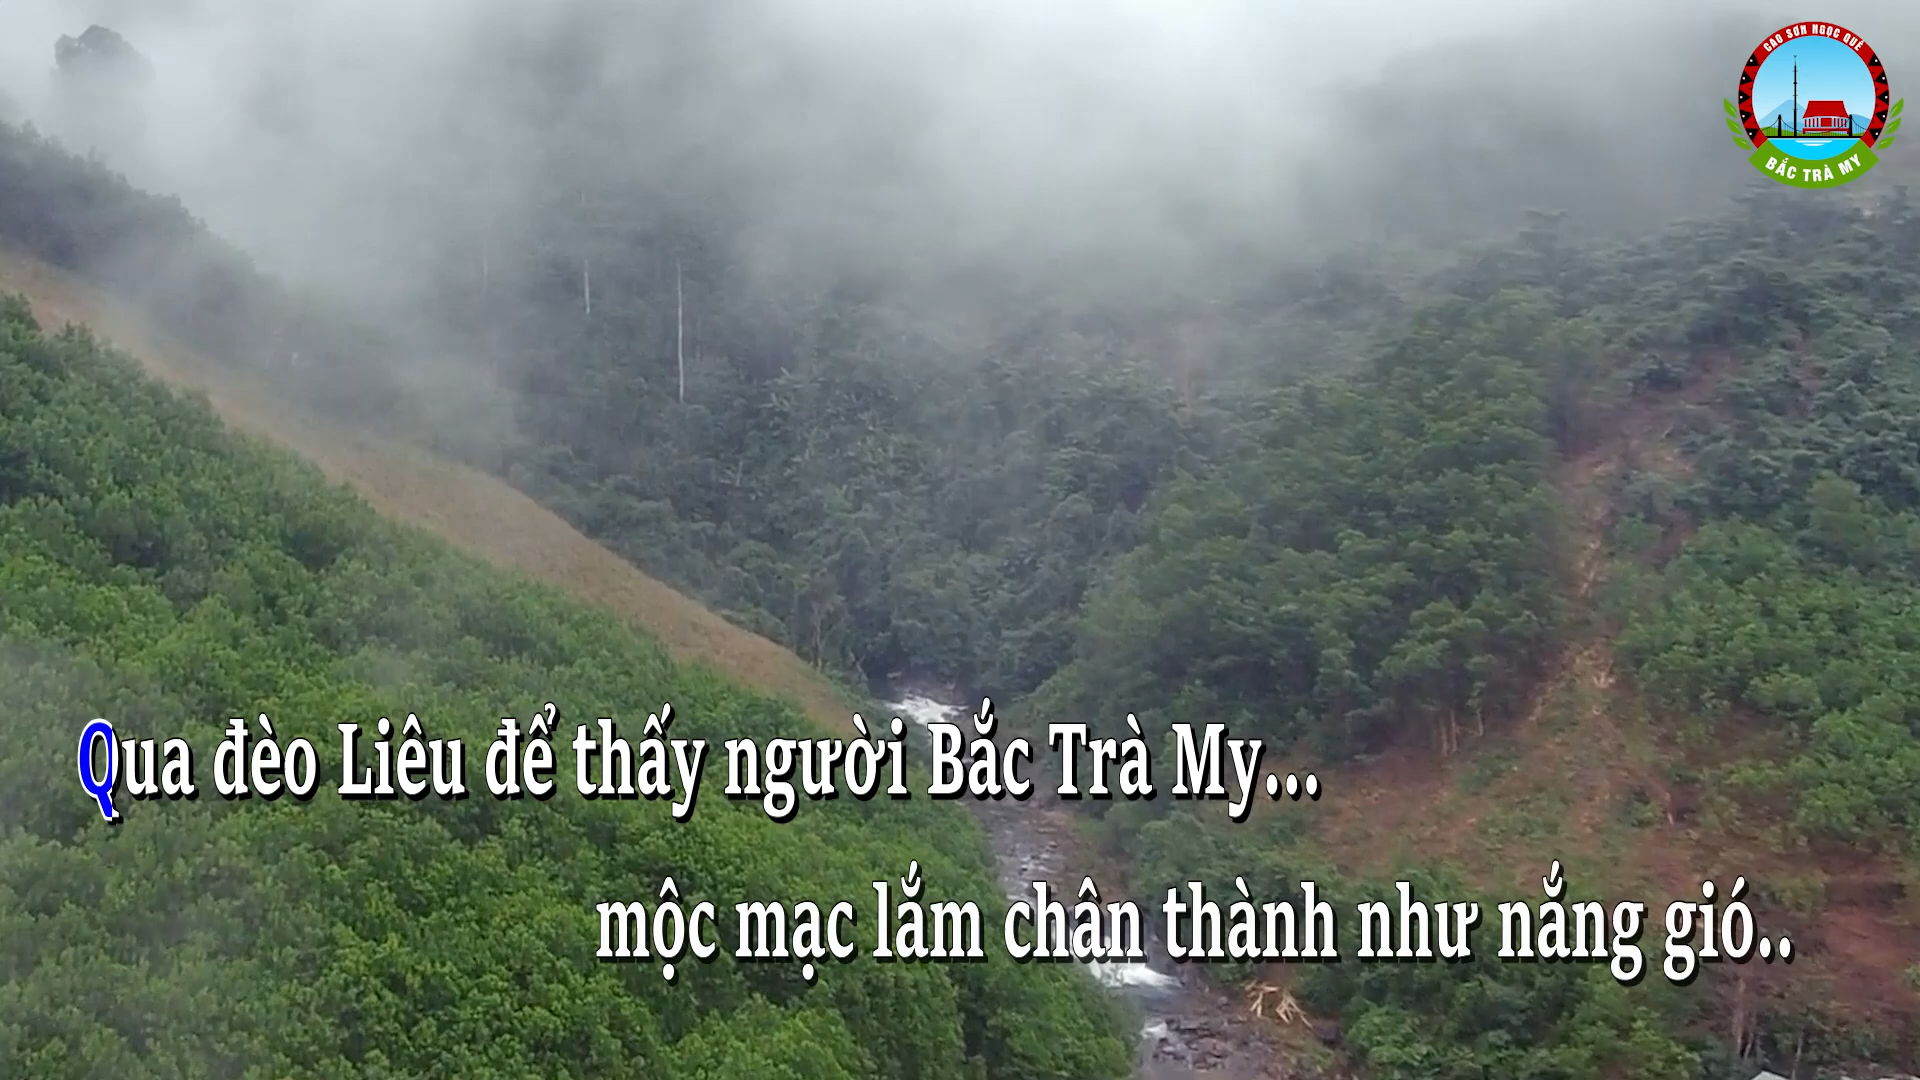 CAO SƠN NGỌC QUẾ
BẮC TRÀ MY
Qua đèo Liêu để thấy người Bắc Trà My...
mộc mạc lắm chân thành như nắng gió..